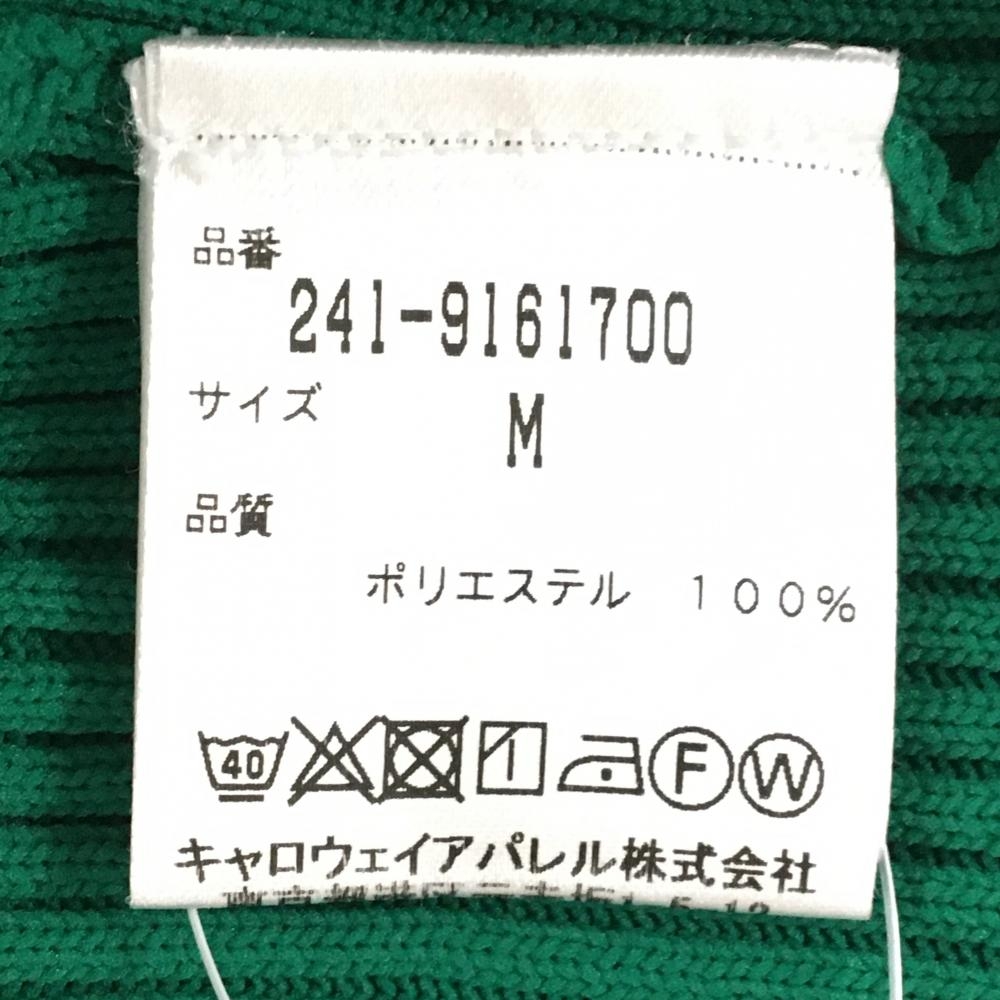 品番
241-9161700
サイズ
M
品質
ポリエステル 100%
40 F W
キャロウェイアパレル株式会社